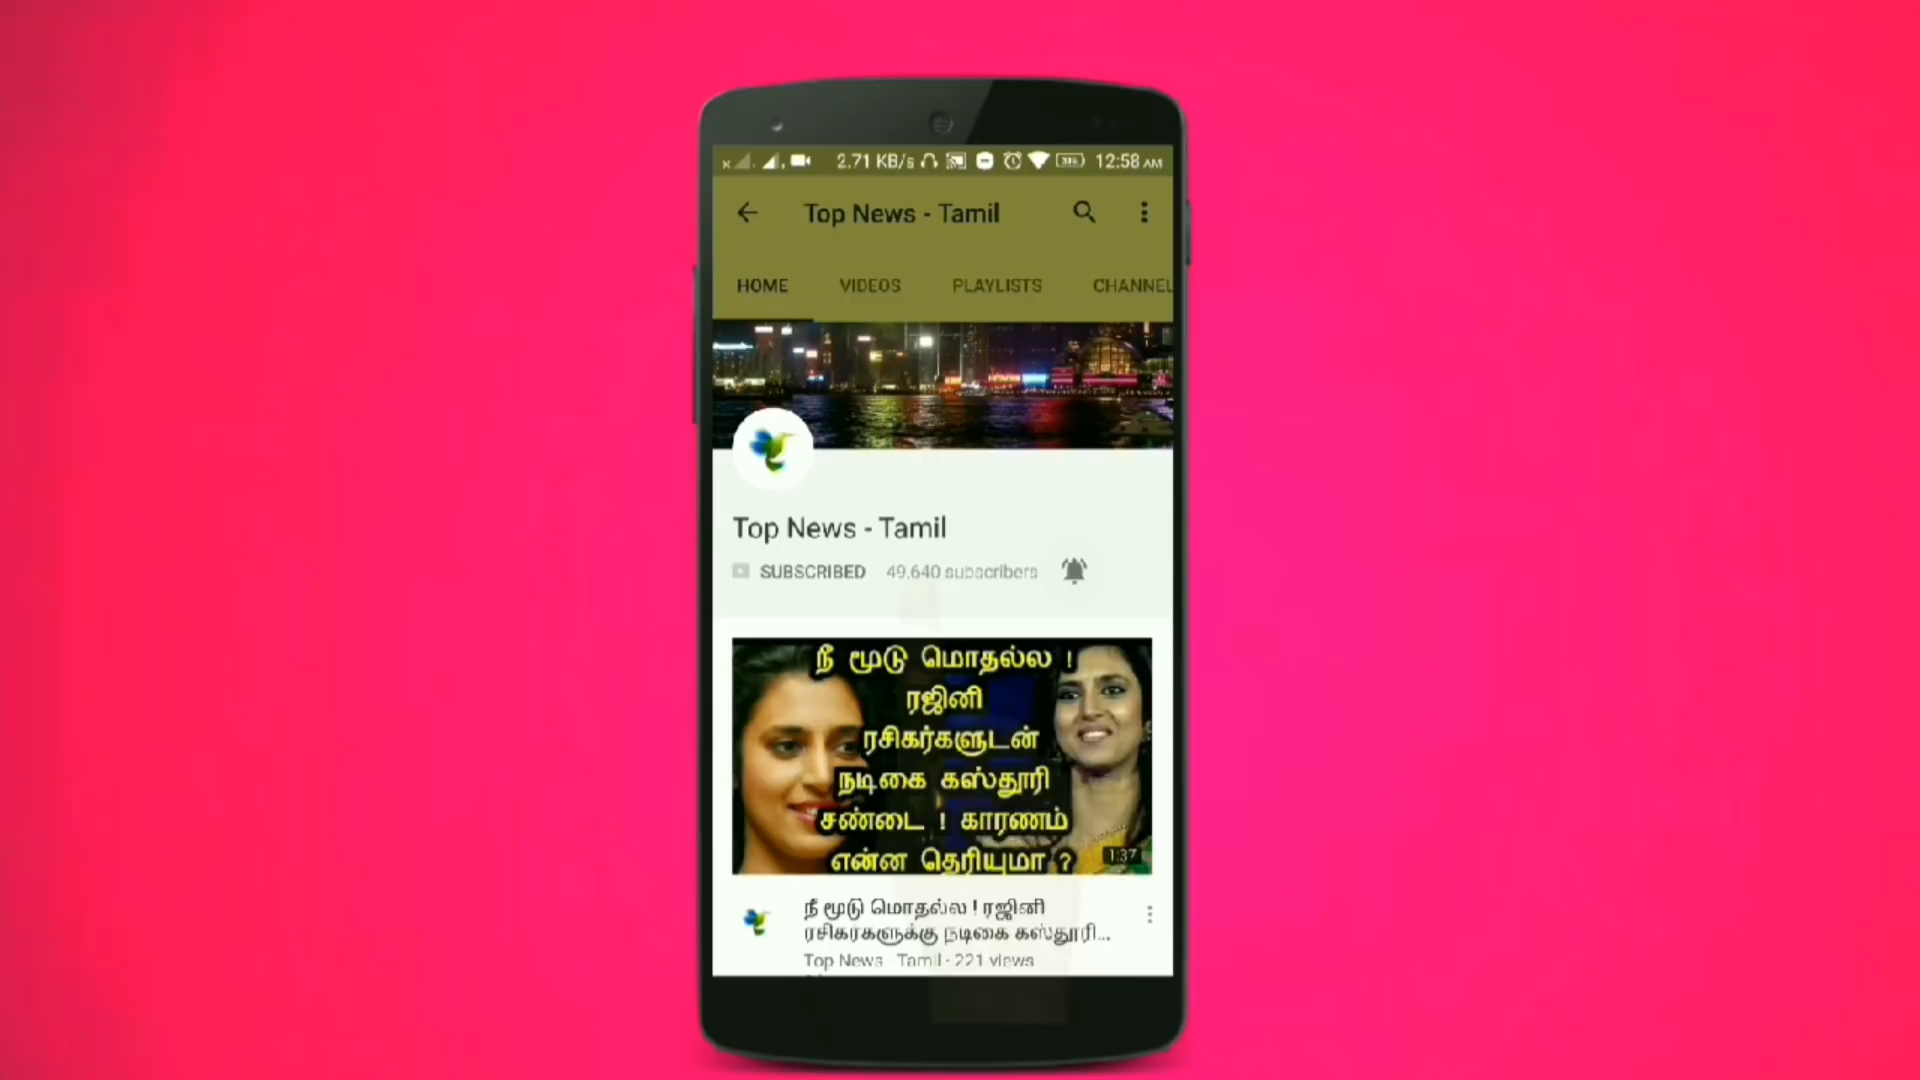 2.71 KB/s 12:58 AM
Top News - Tamil
HOME VIDEOS PLAYLISTS CHANNEL
Top News - Tamil
SUBSCRIBED 49,640 subscribers
நீ மூடு மொதல்ல !
ரஜினி
ரசிகர்களுடன்
நடிகை கஸ்தூரி
சண்டை ! காரணம்
என்ன தெரியுமா ?
1:37
நீ மூடு மொதல்ல ! ரஜினி
ரசிகர்களுக்கு நடிகை கஸ்தூரி...
Top News - Tamil · 221 views